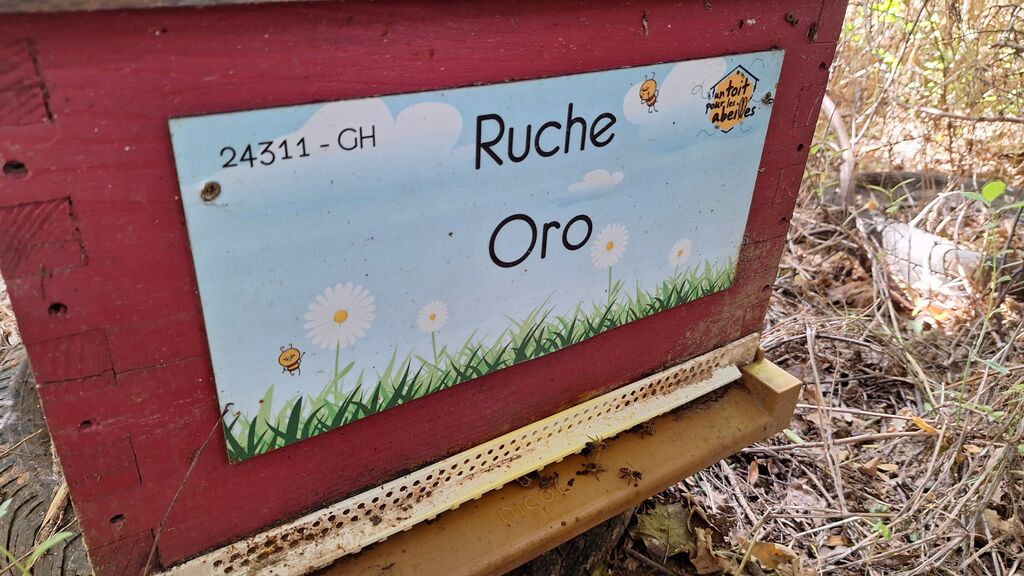 24311 - GH
Ruche
Oro
un toit
pour les
abeilles
nicot